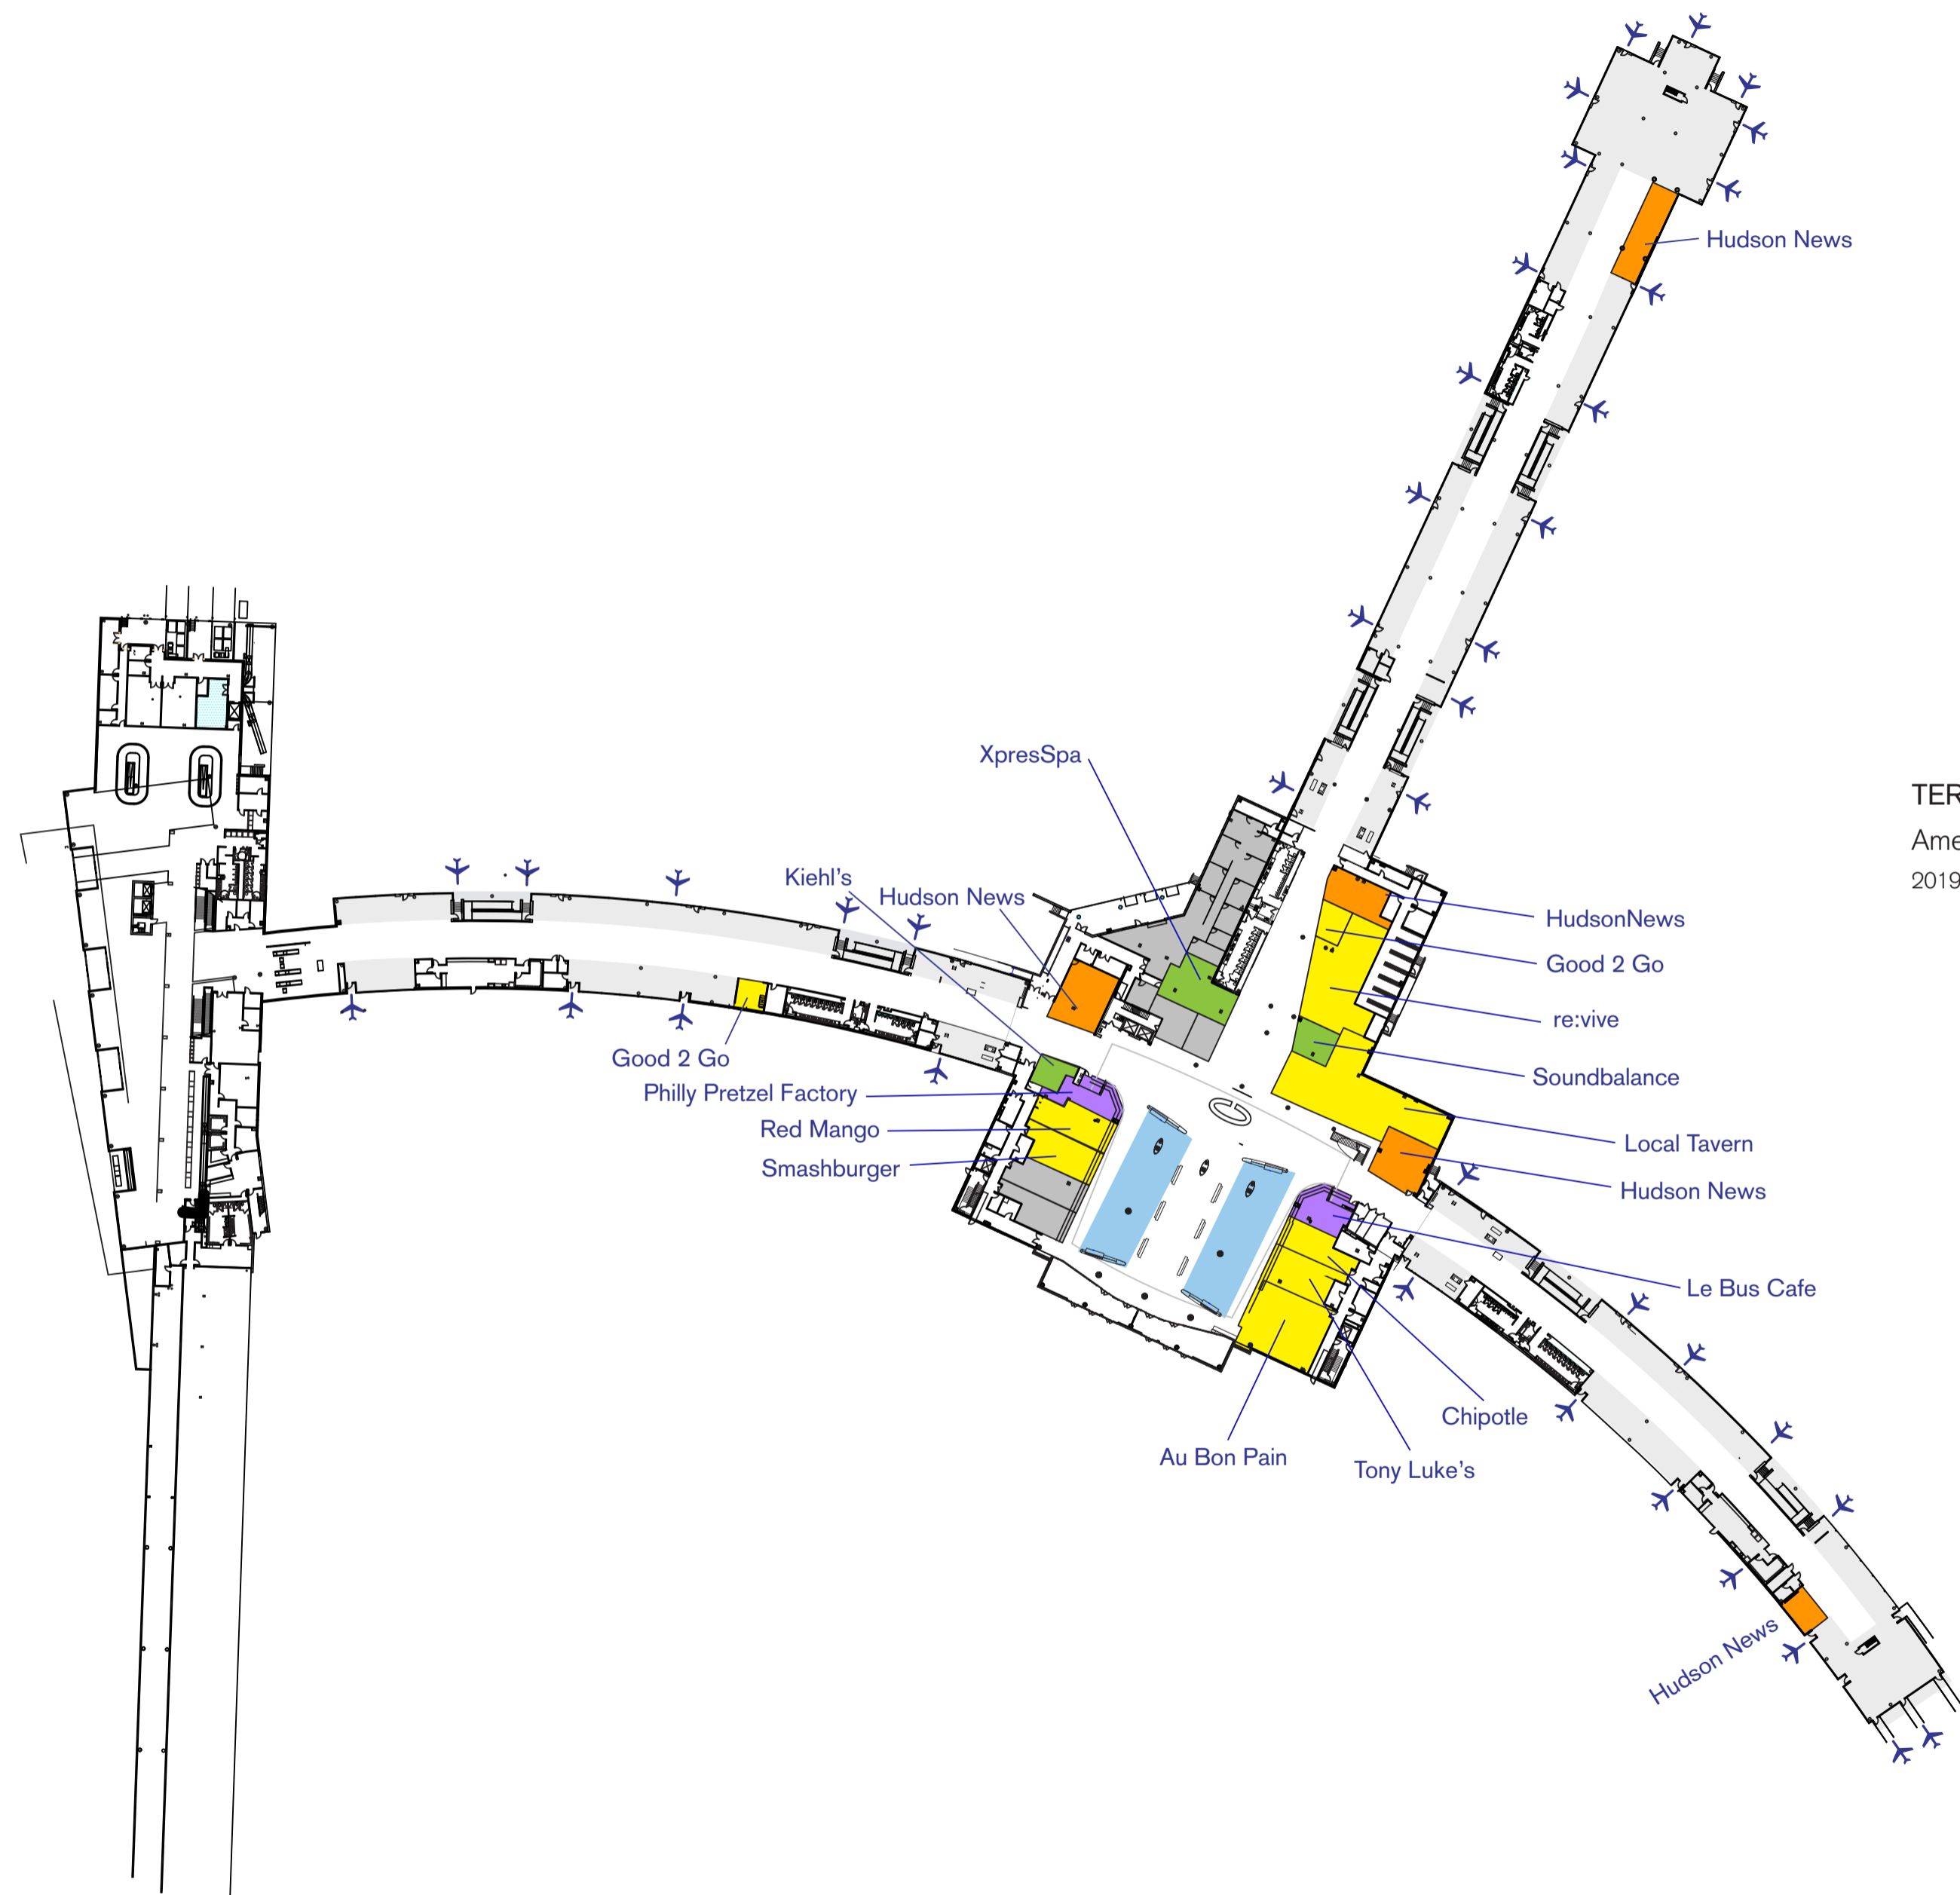 Hudson News
XpresSpa
TER
Ame
2019
Kiehl's
Hudson News
HudsonNews
Good 2 Go
re:vive
Good 2 Go
Soundbalance
Philly Pretzel Factory
Red Mango
Local Tavern
Smashburger
Hudson News
Le Bus Cafe
Chipotle
Au Bon Pain
Tony Luke's
Hudson News